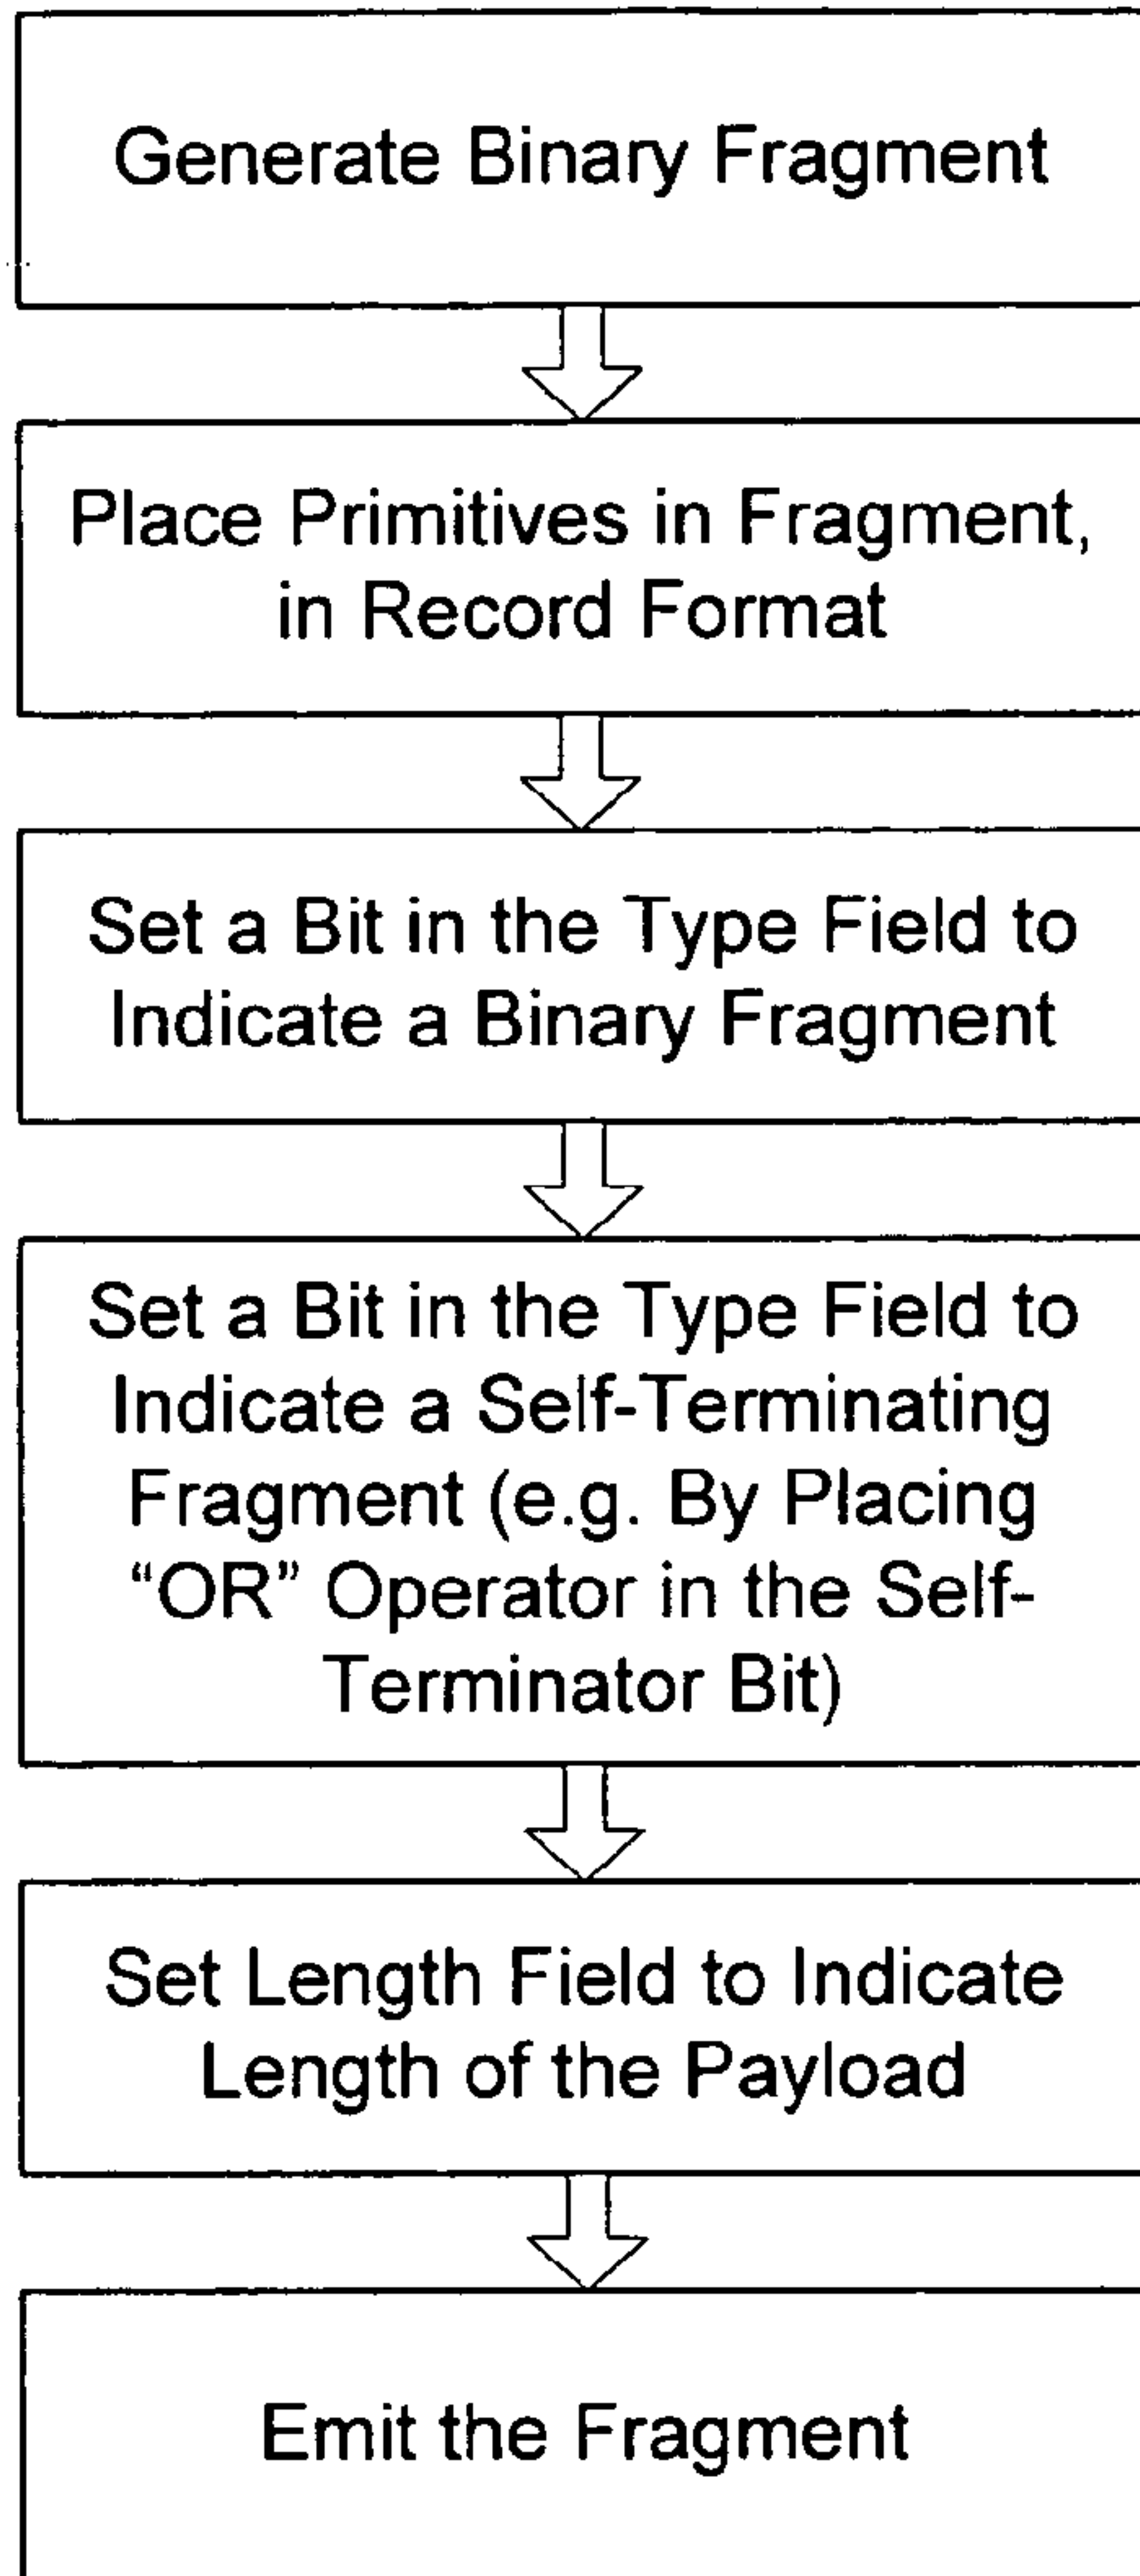 Generate Binary Fragment
Place Primitives in Fragment,
in Record Format
Set a Bit in the Type Field to
Indicate a Binary Fragment
Set a Bit in the Type Field to
Indicate a Self-Terminating
Fragment (e.g. By Placing
“OR” Operator in the Self-
Terminator Bit)
Set Length Field to Indicate
Length of the Payload
Emit the Fragment